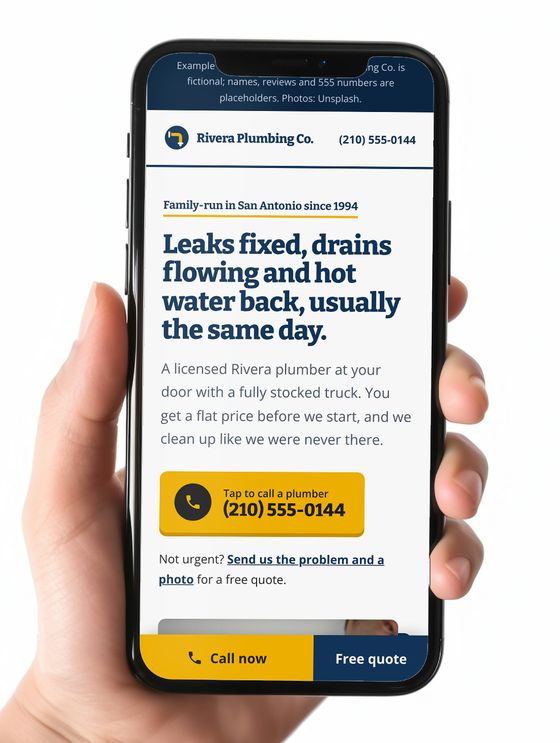 Example ng Co. is
fictional; names, reviews and 555 numbers are
placeholders. Photos: Unsplash.
Rivera Plumbing Co. (210) 555-0144
Family-run in San Antonio since 1994
Leaks fixed, drains
flowing and hot
water back, usually
the same day.
A licensed Rivera plumber at your
door with a fully stocked truck. You
get a flat price before we start, and we
clean up like we were never there.
Tap to call a plumber
(210) 555-0144
Not urgent? Send us the problem and a
photo for a free quote.
Call now Free quote